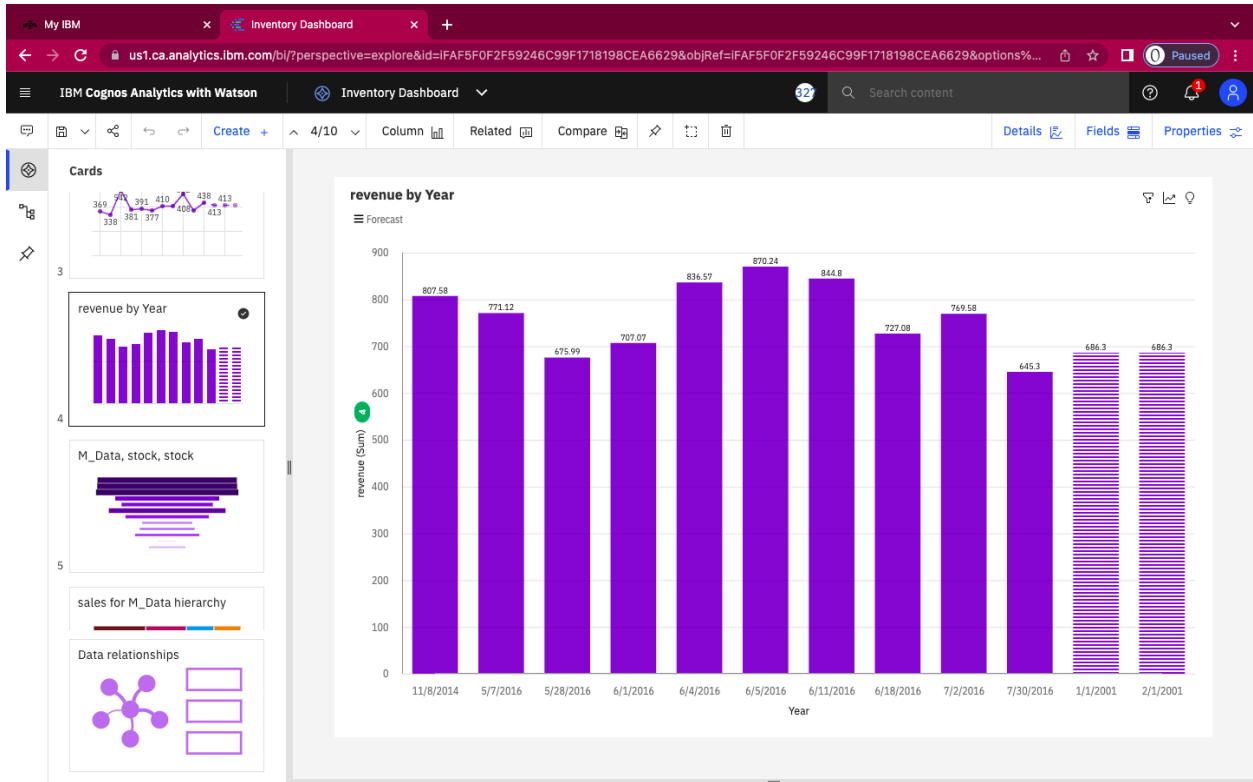 My IBM
Inventory Dashboard
us1.ca.analytics.ibm.com/bi/?perspective=explore&id=iFAF5F0F2F59246C99F1718198CEA6629&objRef=iFAF5F0F2F59246C99F1718198CEA6629&options%...
Paused
IBM Cognos Analytics with Watson
Inventory Dashboard
Search content
1
Create +
4/10
Column
Related
Compare
Details
Fields
Properties
Cards
369
391
410
438
413
338
381
377
408
413
3
revenue by Year
4
M_Data, stock, stock
5
sales for M_Data hierarchy
Data relationships
revenue by Year
Forecast
900
800
700
600
500
400
300
200
100
0
revenue (Sum)
4
807.58
771.12
675.99
707.07
836.57
870.24
844.8
727.08
769.58
645.3
686.3
686.3
11/8/2014
5/7/2016
5/28/2016
6/1/2016
6/4/2016
6/5/2016
6/11/2016
6/18/2016
7/2/2016
7/30/2016
1/1/2001
2/1/2001
Year